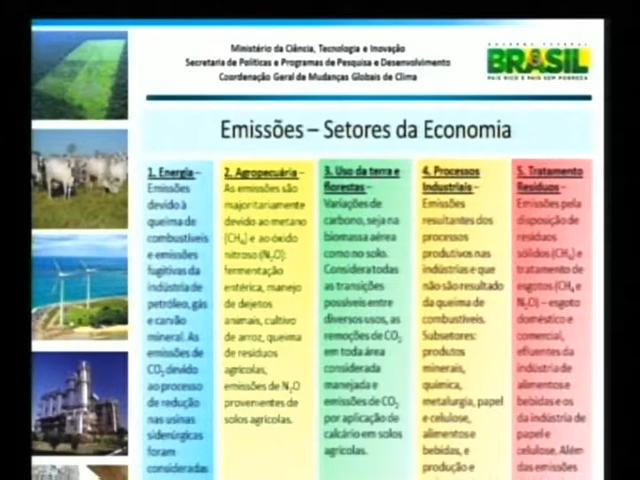 Ministério da Ciência, Tecnologia e Inovação
Secretaria de Políticas e Programas de Pesquisa e Desenvolvimento
Coordenação Geral de Mudanças Globais de Clima
GOVERNO FEDERAL
BRASIL
PAÍS RICO É PAÍS SEM POBREZA
Emissões – Setores da Economia
1. Energia –
Emissões
devido à
queima de
combustíveis
e emissões
fugitivas da
indústria de
petróleo, gás
e carvão
mineral. As
emissões de
CO₂ devido
ao processo
de redução
nas usinas
siderúrgicas
foram
consideradas
2. Agropecuária –
As emissões são
majoritariamente
devido ao metano
(CH₄) e ao óxido
nitroso (N₂O):
fermentação
entérica, manejo
de dejetos
animais, cultivo
de arroz, queima
de resíduos
agrícolas,
emissões de N₂O
provenientes de
solos agrícolas.
3. Uso da terra e
florestas –
Variações de
carbono, seja na
biomassa aérea
como no solo.
Considera todas
as transições
possíveis entre
diversos usos, as
remoções de CO₂
em toda área
considerada
manejada e
emissões de CO₂
por aplicação de
calcário em solos
agrícolas.
4. Processos
Industriais –
Emissões
resultantes dos
processos
produtivos nas
indústrias e que
não são resultado
da queima de
combustíveis.
Subsetores:
produtos
minerais,
química,
metalurgia, papel
e celulose,
alimentos e
bebidas, e
produção e
5. Tratamento
Resíduos –
Emissões pela
disposição de
resíduos
sólidos (CH₄) e
tratamento de
esgotos (CH₄ e
N₂O) – esgoto
doméstico e
comercial,
efluentes da
indústria de
alimentos e
bebidas e os
da indústria de
papel e
celulose. Além
das emissões